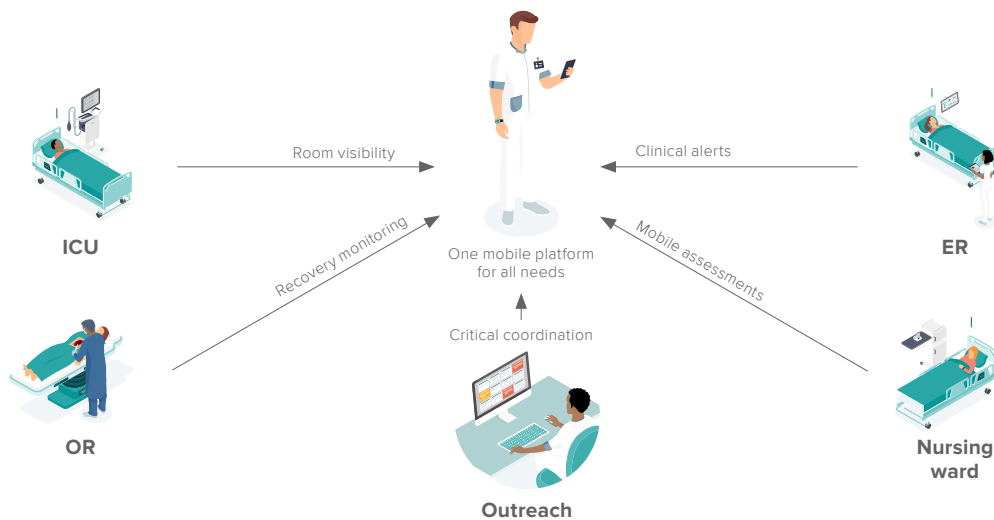 Room visibility
Clinical alerts
ICU
ER
Recovery monitoring
One mobile platform
for all needs
Mobile assessments
Critical coordination
OR
Nursing
ward
Outreach